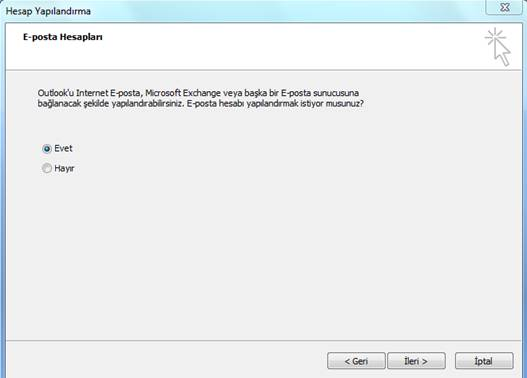 Hesap Yapılandırma
E-posta Hesapları
Outlook'u Internet E-posta, Microsoft Exchange veya başka bir E-posta sunucusuna
bağlanacak şekilde yapılandırabilirsiniz. E-posta hesabı yapılandırmak istiyor musunuz?
Evet
Hayır
< Geri
İleri >
İptal